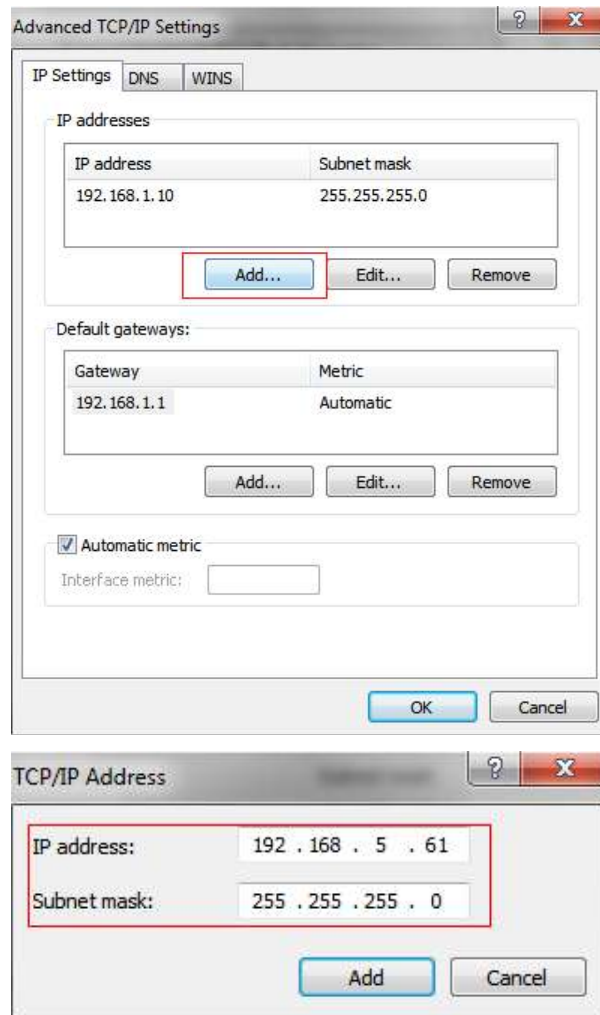 Advanced TCP/IP Settings
IP Settings DNS WINS
IP addresses
IP address Subnet mask
192.168.1.10 255.255.255.0
Add... Edit... Remove
Default gateways:
Gateway Metric
192.168.1.1 Automatic
Add... Edit... Remove
Automatic metric
Interface metric:
OK Cancel
TCP/IP Address
IP address: 192 . 168 . 5 . 61
Subnet mask: 255 . 255 . 255 . 0
Add Cancel